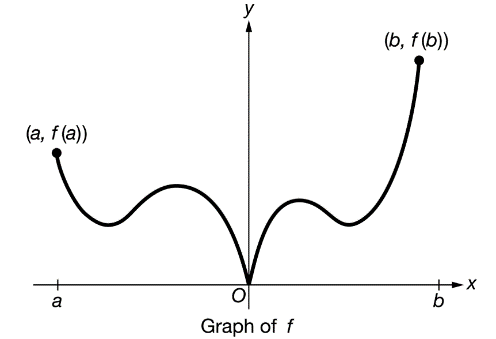 y
(b, f(b))
(a, f(a))
x
O
a
b
Graph of f